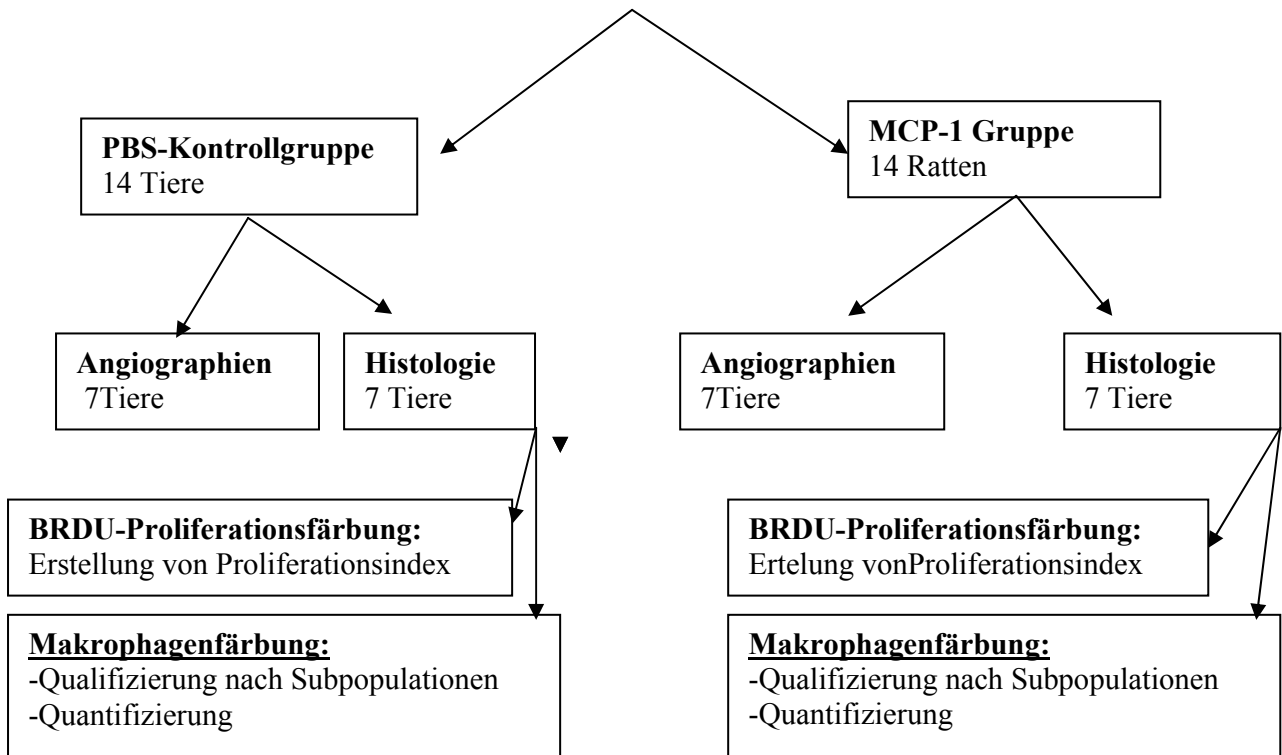 PBS-Kontrollgruppe
14 Tiere
MCP-1 Gruppe
14 Ratten
Angiographien
7Tiere
Histologie
7 Tiere
Angiographien
7Tiere
Histologie
7 Tiere
BRDU-Proliferationsfärbung:
Erstellung von Proliferationsindex
BRDU-Proliferationsfärbung:
Ertelung vonProliferationsindex
Makrophagenfärbung:
-Qualifizierung nach Subpopulationen
-Quantifizierung
Makrophagenfärbung:
-Qualifizierung nach Subpopulationen
-Quantifizierung